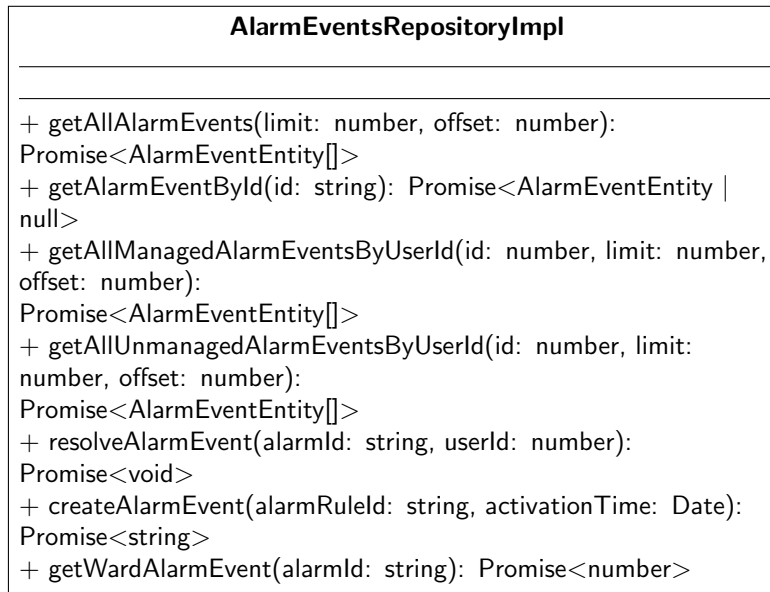 AlarmEventsRepositoryImpl
+ getAllAlarmEvents(limit: number, offset: number):
Promise<AlarmEventEntity[]>
+ getAlarmEventById(id: string): Promise<AlarmEventEntity |
null>
+ getAllManagedAlarmEventsByUserId(id: number, limit: number,
offset: number):
Promise<AlarmEventEntity[]>
+ getAllUnmanagedAlarmEventsByUserId(id: number, limit:
number, offset: number):
Promise<AlarmEventEntity[]>
+ resolveAlarmEvent(alarmId: string, userId: number):
Promise<void>
+ createAlarmEvent(alarmRuleId: string, activationTime: Date):
Promise<string>
+ getWardAlarmEvent(alarmId: string): Promise<number>